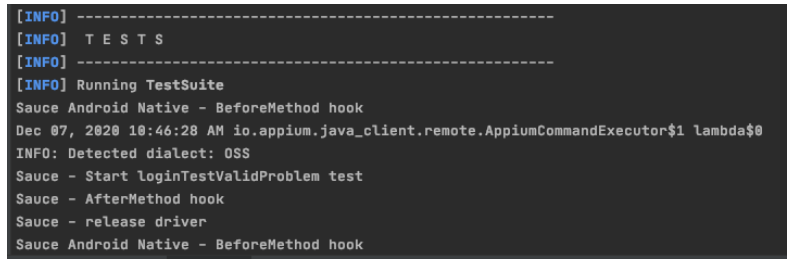 [INFO] -------------------------------------------------------
[INFO]  T E S T S
[INFO] -------------------------------------------------------
[INFO] Running TestSuite
Sauce Android Native - BeforeMethod hook
Dec 07, 2020 10:46:28 AM io.appium.java_client.remote.AppiumCommandExecutor$1 lambda$0
INFO: Detected dialect: OSS
Sauce - Start loginTestValidProblem test
Sauce - AfterMethod hook
Sauce - release driver
Sauce Android Native - BeforeMethod hook